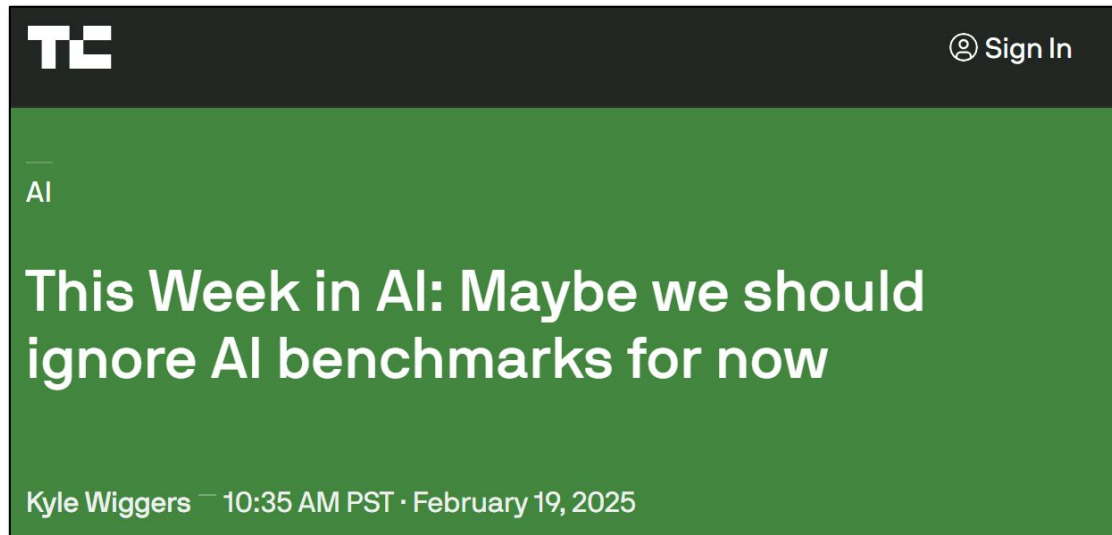 TC
Sign In
AI
This Week in AI: Maybe we should
ignore AI benchmarks for now
Kyle Wiggers — 10:35 AM PST · February 19, 2025